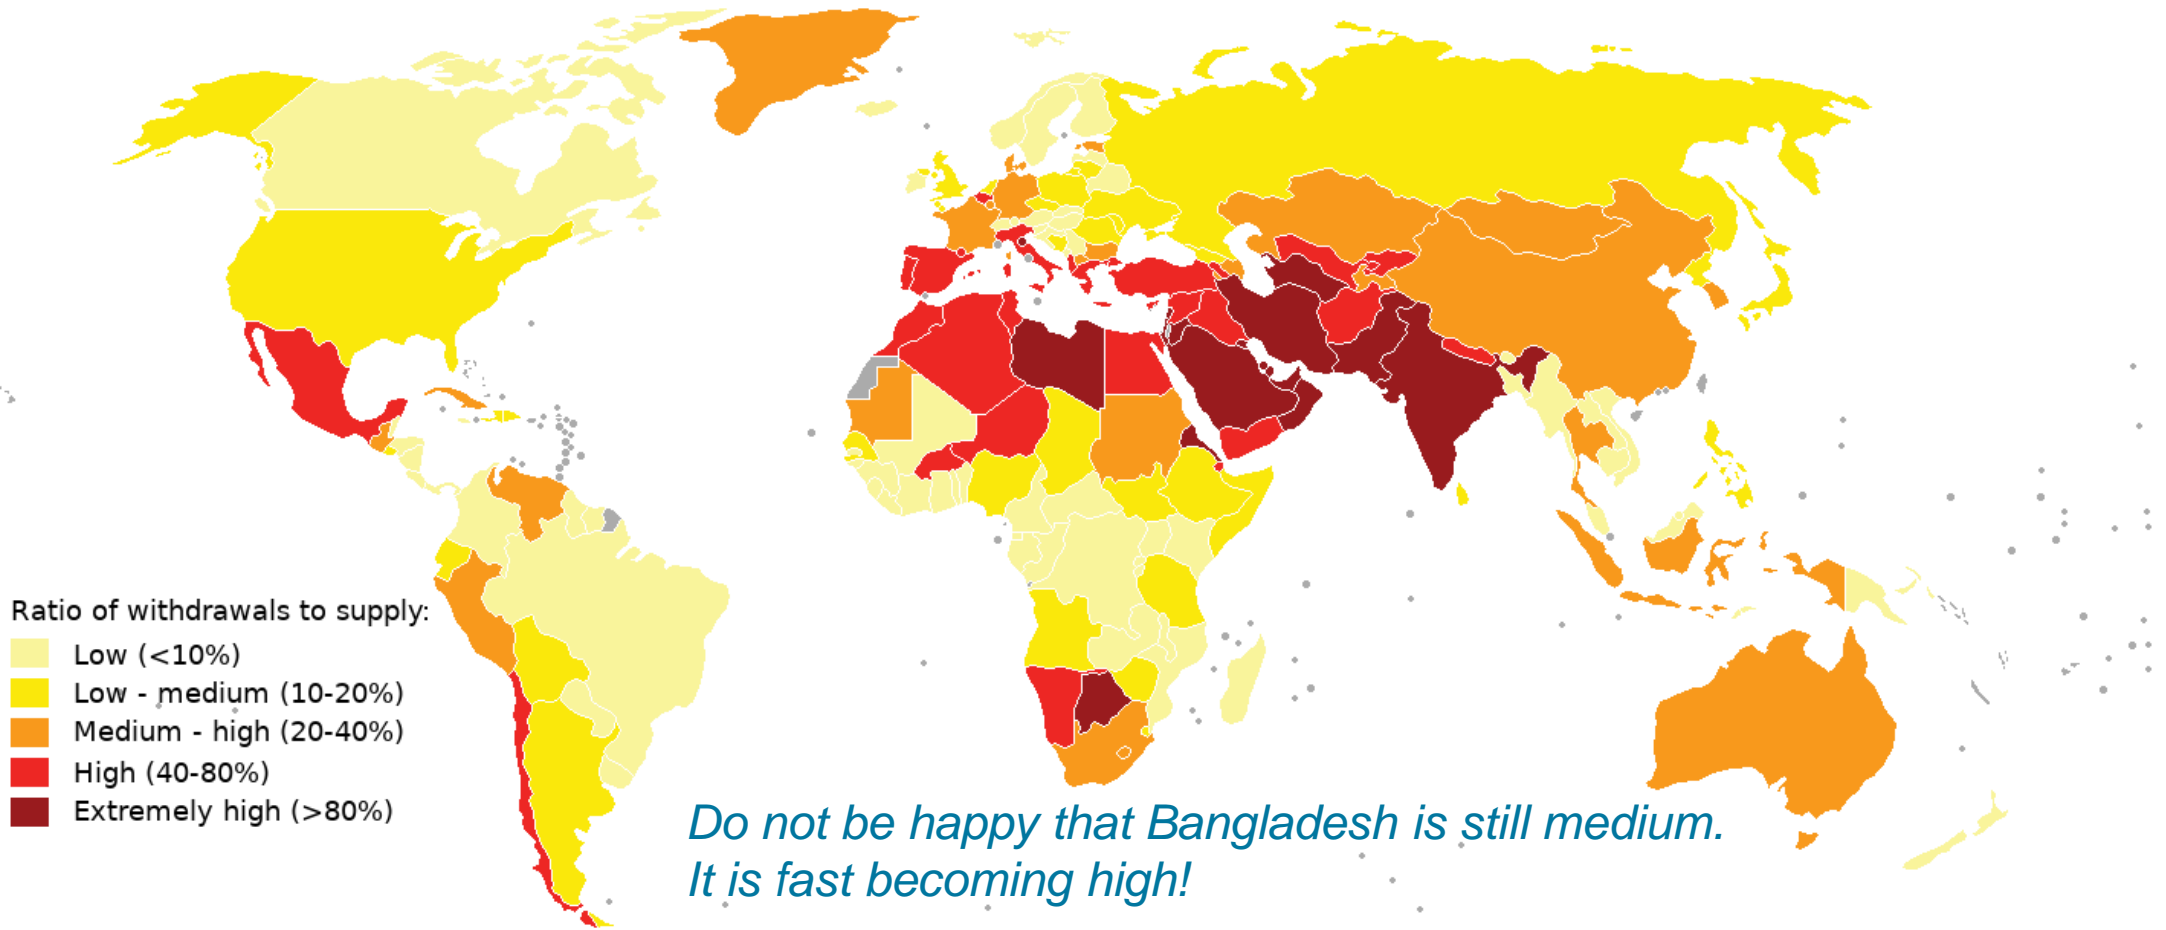 Ratio of withdrawals to supply:
Low (<10%)
Low - medium (10-20%)
Medium - high (20-40%)
High (40-80%)
Extremely high (>80%)
Do not be happy that Bangladesh is still medium.
It is fast becoming high!